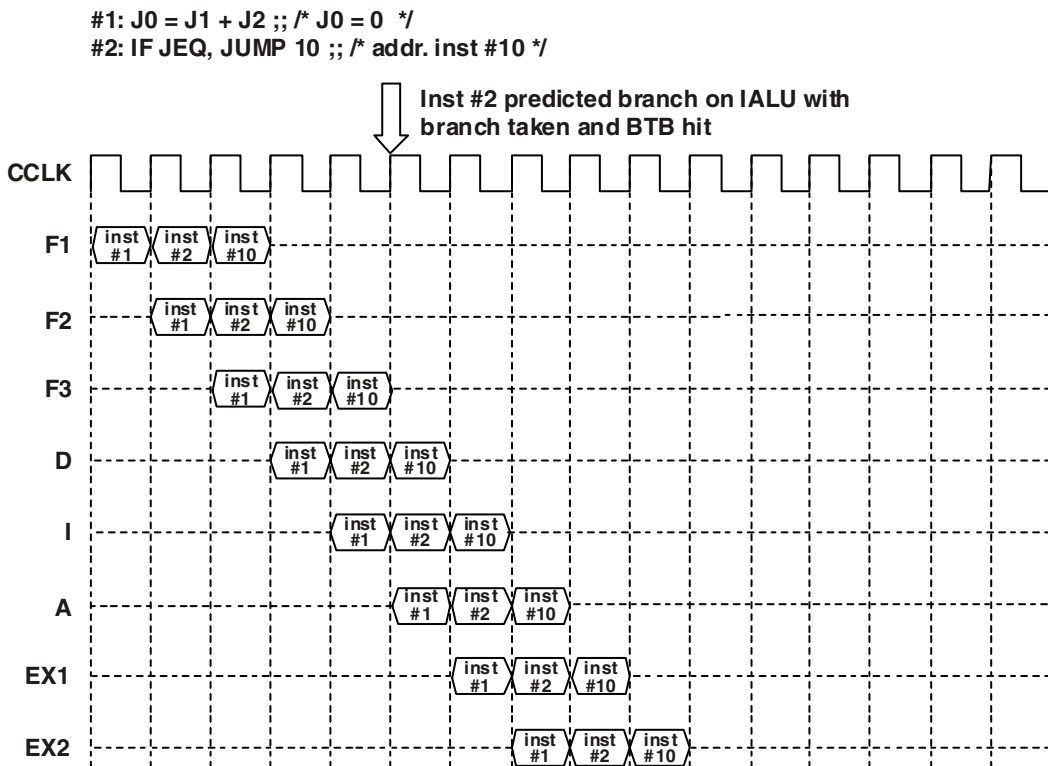 #1: J0 = J1 + J2 ;; /* J0 = 0 */
#2: IF JEQ, JUMP 10 ;; /* addr. inst #10 */
Inst #2 predicted branch on IALU with
branch taken and BTB hit
CCLK
F1
inst #1 inst #2 inst #10
F2
inst #1 inst #2 inst #10
F3
inst #1 inst #2 inst #10
D
inst #1 inst #2 inst #10
I
inst #1 inst #2 inst #10
A
inst #1 inst #2 inst #10
EX1
inst #1 inst #2 inst #10
EX2
inst #1 inst #2 inst #10